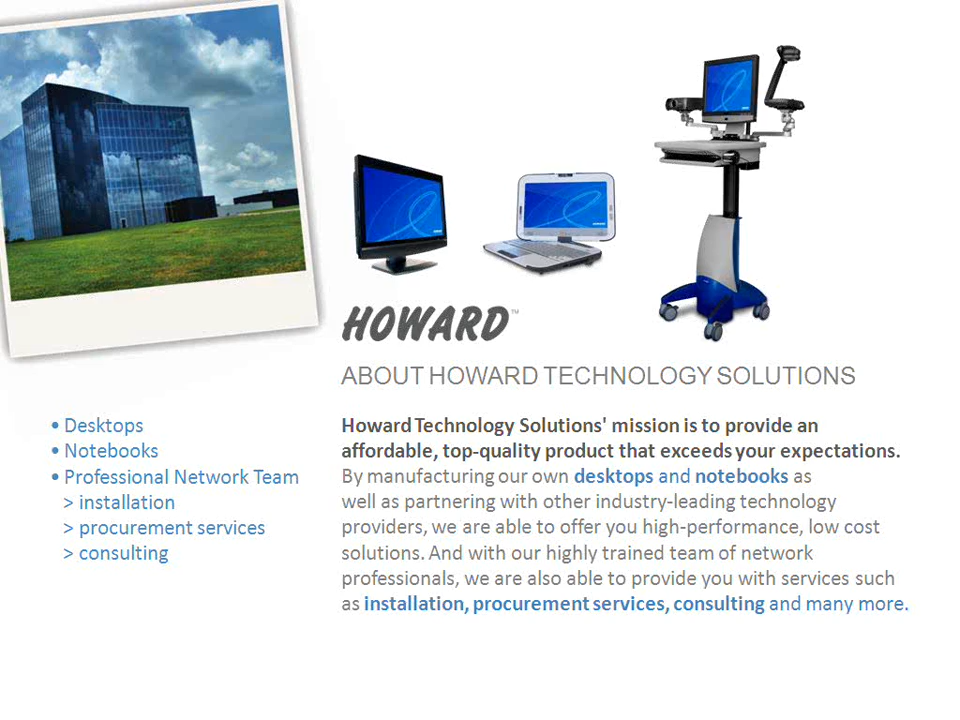 HOWARD™
ABOUT HOWARD TECHNOLOGY SOLUTIONS
• Desktops
• Notebooks
• Professional Network Team
> installation
> procurement services
> consulting
Howard Technology Solutions' mission is to provide an
affordable, top-quality product that exceeds your expectations.
By manufacturing our own desktops and notebooks as
well as partnering with other industry-leading technology
providers, we are able to offer you high-performance, low cost
solutions. And with our highly trained team of network
professionals, we are also able to provide you with services such
as installation, procurement services, consulting and many more.